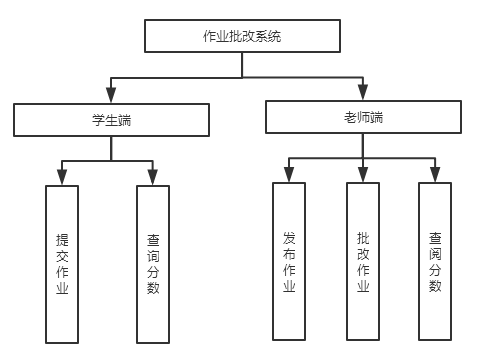 作业批改系统
学生端
老师端
提交作业
查询分数
发布作业
批改作业
查阅分数